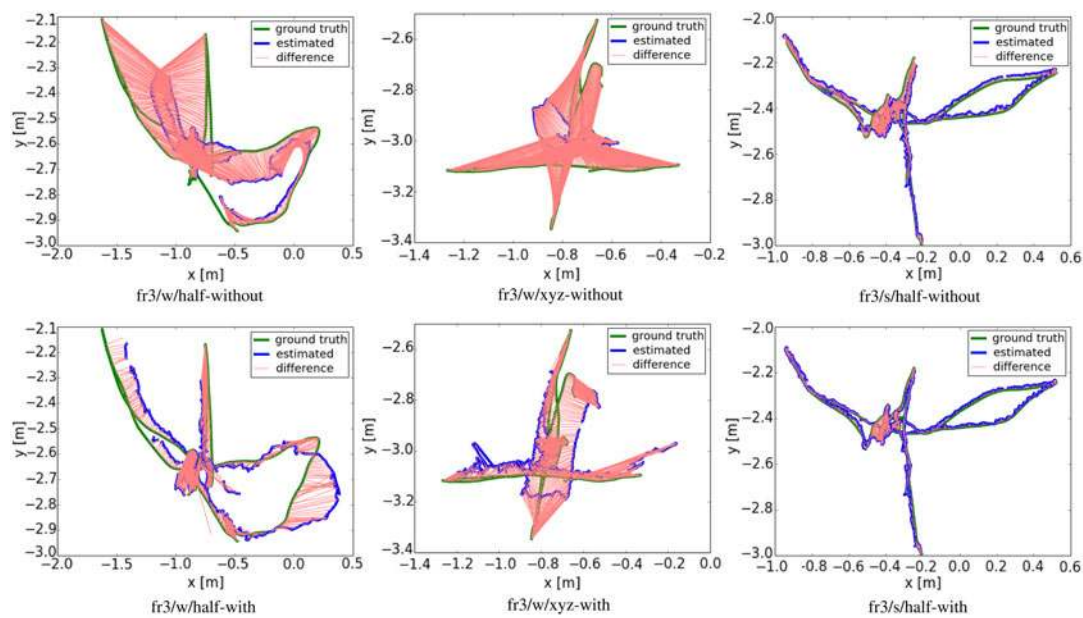 −2.1
−2.2
−2.3
−2.4
−2.5
−2.6
−2.7
−2.8
−2.9
−3.0
y [m]
ground truth
estimated
difference
−2.0 −1.5 −1.0 −0.5 0.0 0.5
x [m]
fr3/w/half-without
−2.6
−2.8
−3.0
−3.2
−3.4
y [m]
ground truth
estimated
difference
−1.4 −1.2 −1.0 −0.8 −0.6 −0.4 −0.2
x [m]
fr3/w/xyz-without
−2.0
−2.2
−2.4
−2.6
−2.8
−3.0
y [m]
ground truth
estimated
difference
−1.0 −0.8 −0.6 −0.4 −0.2 0.0 0.2 0.4 0.6
x [m]
fr3/s/half-without
−2.1
−2.2
−2.3
−2.4
−2.5
−2.6
−2.7
−2.8
−2.9
−3.0
y [m]
ground truth
estimated
difference
−2.0 −1.5 −1.0 −0.5 0.0 0.5
x [m]
fr3/w/half-with
−2.6
−2.8
−3.0
−3.2
−3.4
y [m]
ground truth
estimated
difference
−1.4 −1.2 −1.0 −0.8 −0.6 −0.4 −0.2 0.0
x [m]
fr3/w/xyz-with
−2.0
−2.2
−2.4
−2.6
−2.8
−3.0
y [m]
ground truth
estimated
difference
−1.0 −0.8 −0.6 −0.4 −0.2 0.0 0.2 0.4 0.6
x [m]
fr3/s/half-with